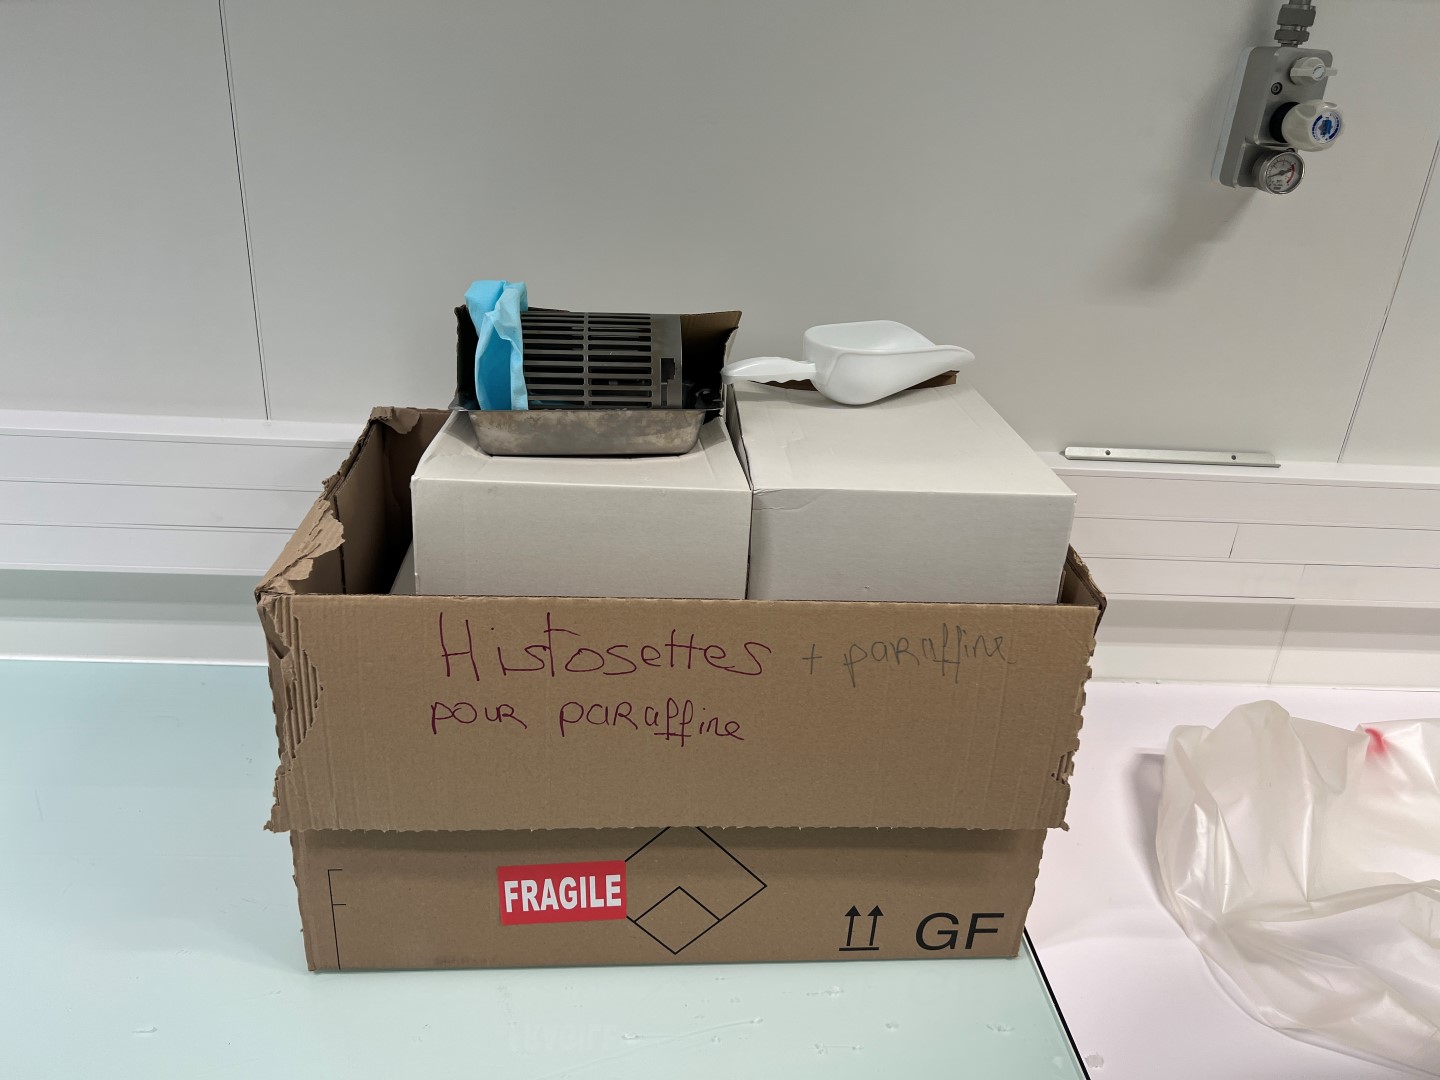 Histosettes + paraffine
pour paraffine
FRAGILE
GF